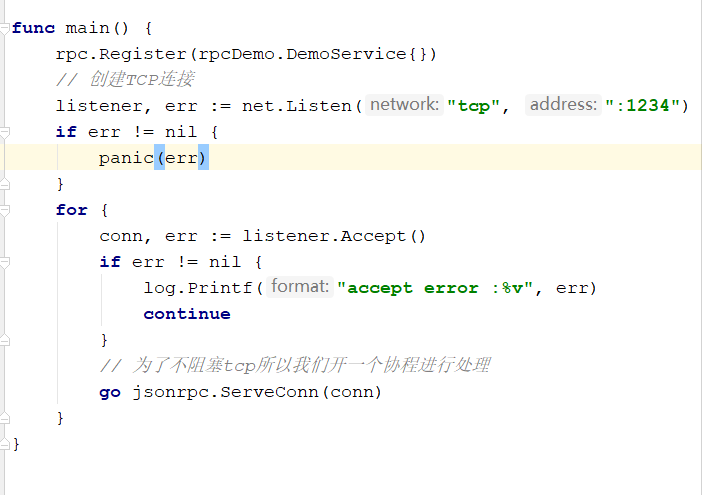 func main() {
    rpc.Register(rpcDemo.DemoService{})
    // 创建TCP连接
    listener, err := net.Listen( network: "tcp", address: ":1234")
    if err != nil {
        panic(err)
    }
    for {
        conn, err := listener.Accept()
        if err != nil {
            log.Printf( format: "accept error :%v", err)
            continue
        }
        // 为了不阻塞tcp所以我们开一个协程进行处理
        go jsonrpc.ServeConn(conn)
    }
}